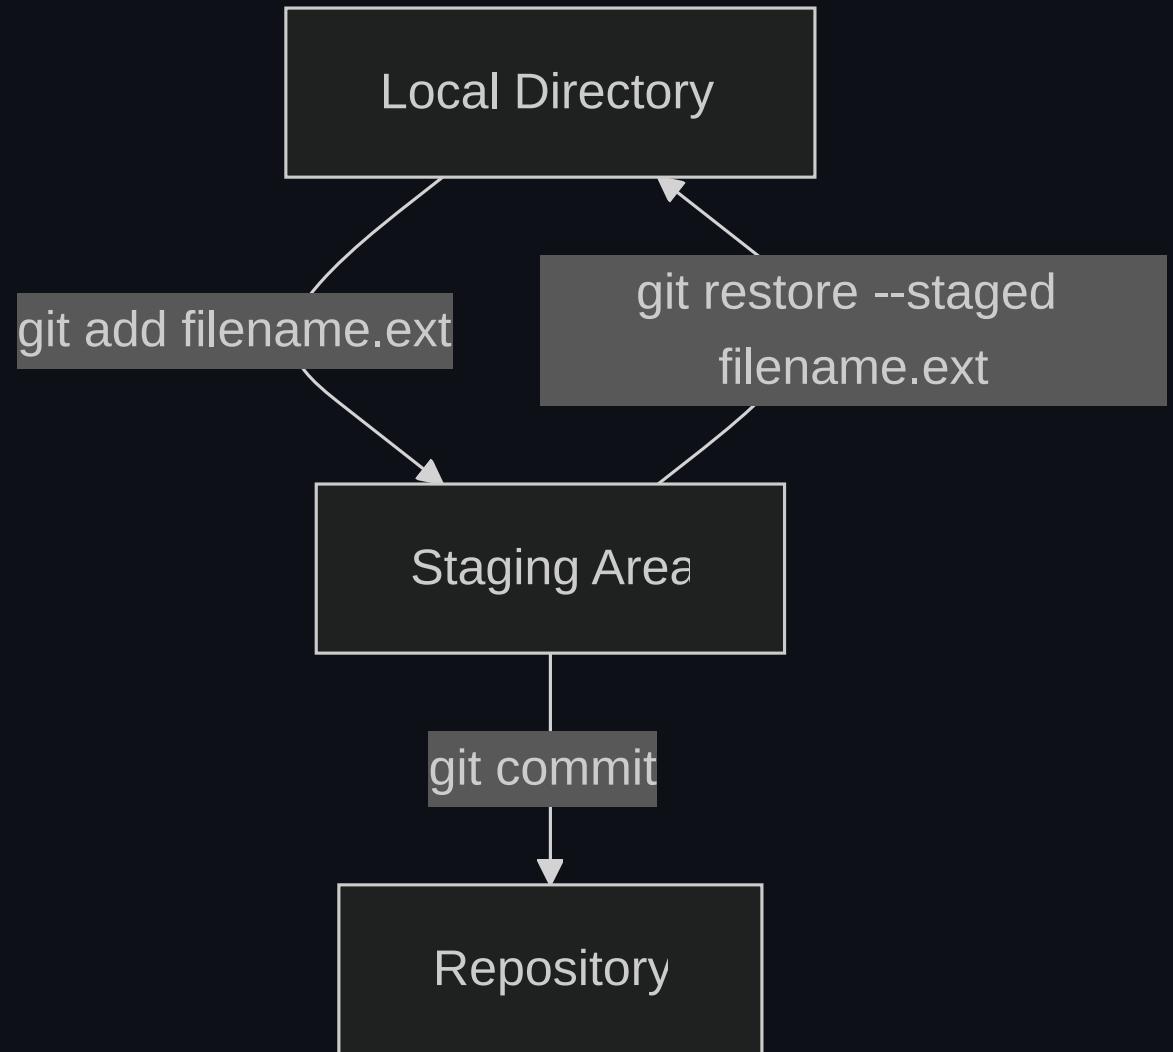 Local Directory
git add filename.ext
git restore --staged
filename.ext
Staging Area
git commit
Repository